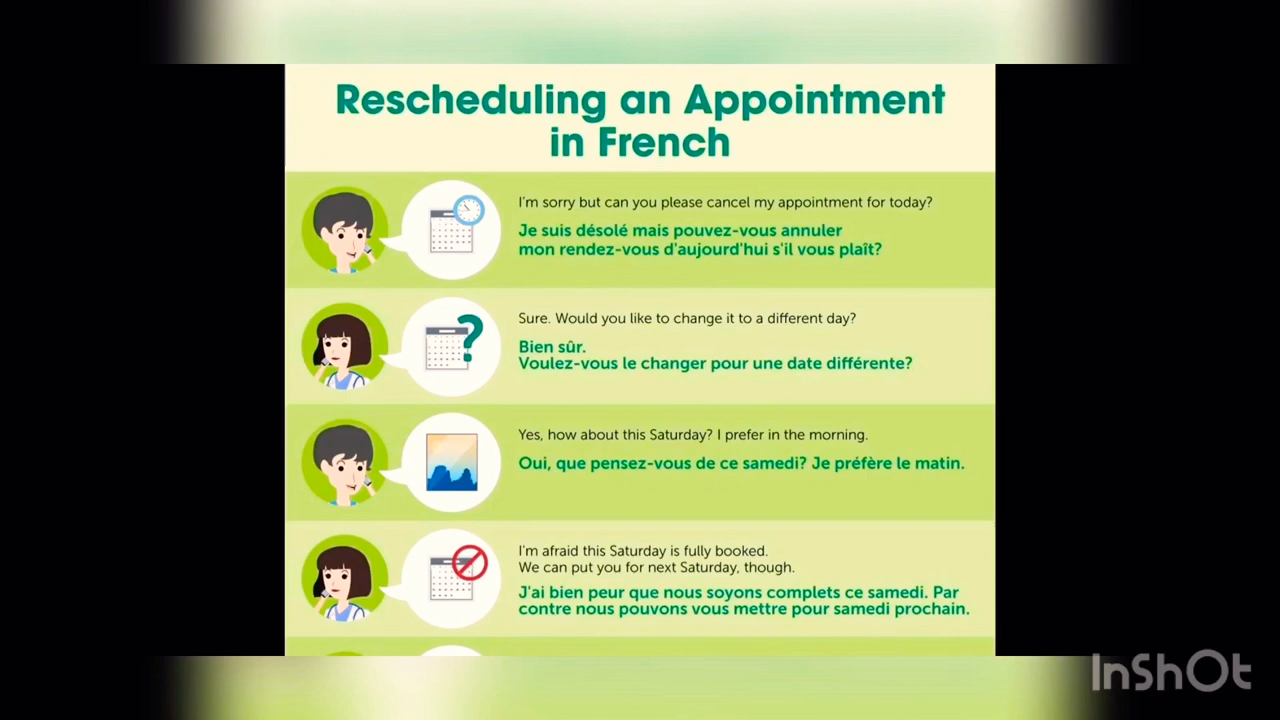 Rescheduling an Appointment
in French
I'm sorry but can you please cancel my appointment for today?
Je suis désolé mais pouvez-vous annuler
mon rendez-vous d'aujourd'hui s'il vous plaît?
Sure. Would you like to change it to a different day?
Bien sûr.
Voulez-vous le changer pour une date différente?
Yes, how about this Saturday? I prefer in the morning.
Oui, que pensez-vous de ce samedi? Je préfère le matin.
I'm afraid this Saturday is fully booked.
We can put you for next Saturday, though.
J'ai bien peur que nous soyons complets ce samedi. Par
contre nous pouvons vous mettre pour samedi prochain.
InShOt